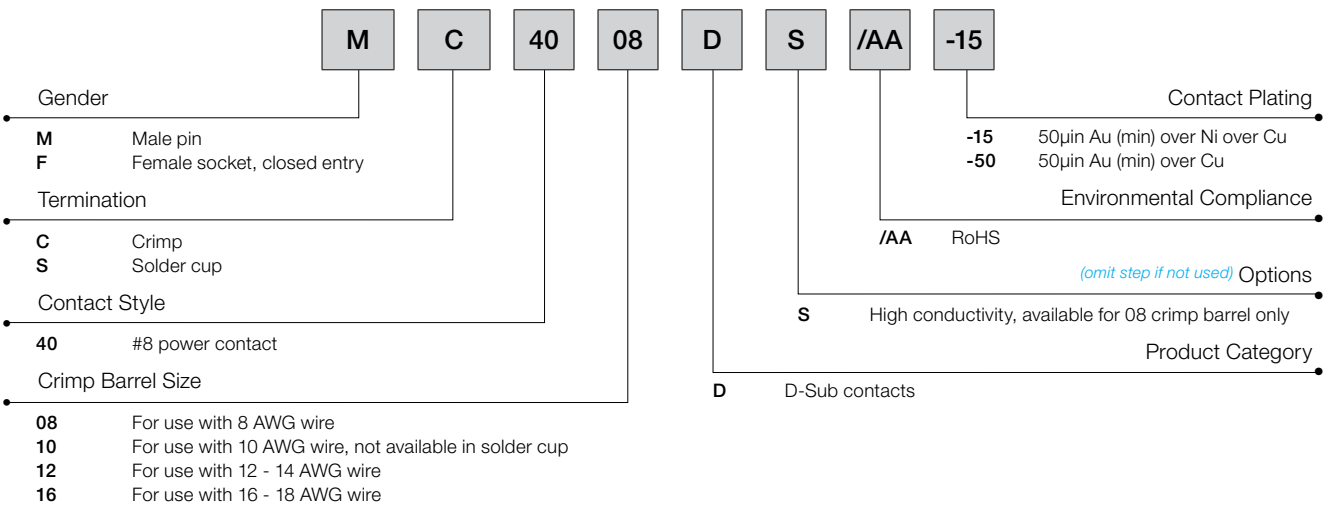 M C 40 08 D S /AA -15
Gender
M Male pin
F Female socket, closed entry
Termination
C Crimp
S Solder cup
Contact Style
40 #8 power contact
Crimp Barrel Size
08 For use with 8 AWG wire
10 For use with 10 AWG wire, not available in solder cup
12 For use with 12 - 14 AWG wire
16 For use with 16 - 18 AWG wire
Contact Plating
-15 50µin Au (min) over Ni over Cu
-50 50µin Au (min) over Cu
Environmental Compliance
/AA RoHS
(omit step if not used) Options
S High conductivity, available for 08 crimp barrel only
Product Category
D D-Sub contacts